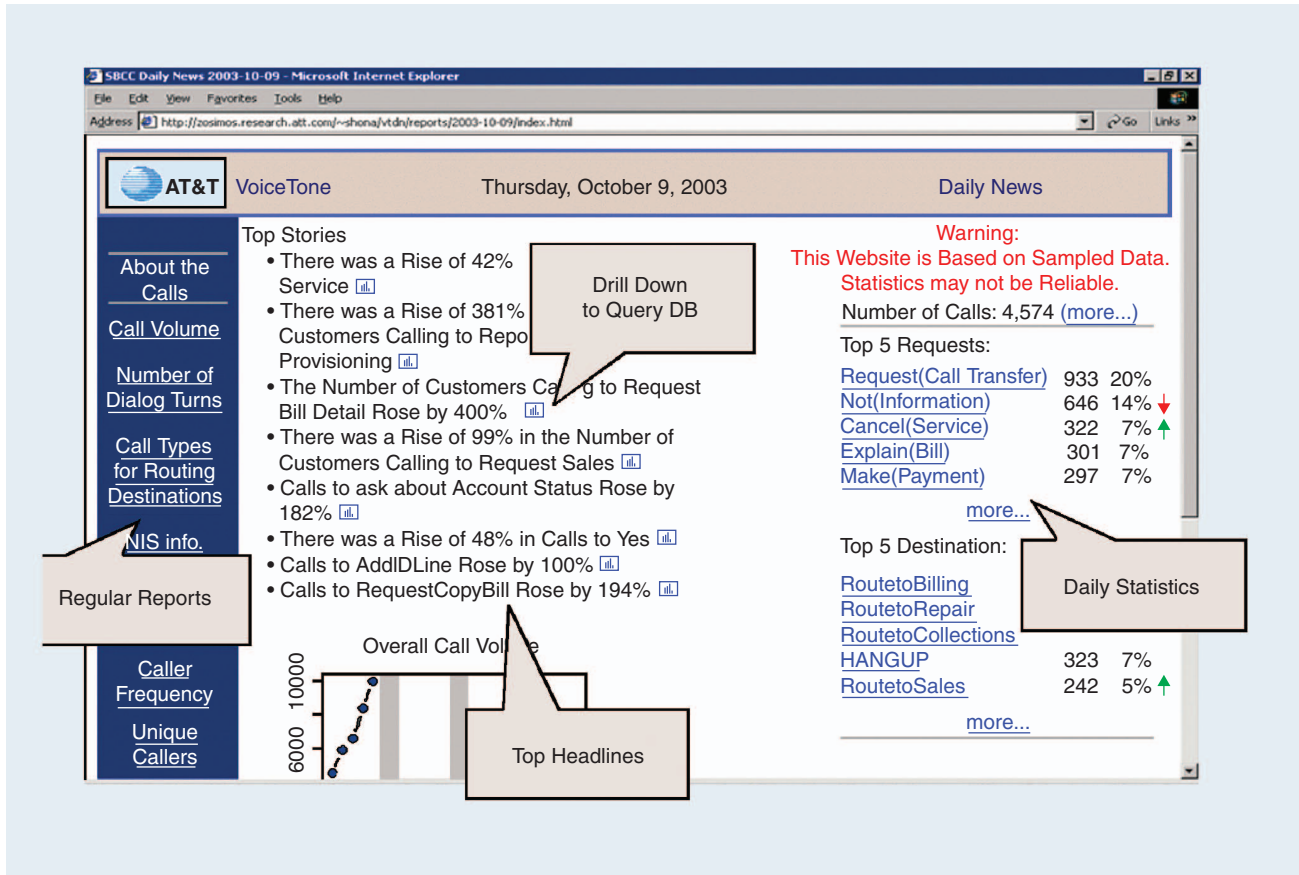 SBCC Daily News 2003-10-09 - Microsoft Internet Explorer
File Edit View Favorites Tools Help
Address http://zosimos.research.att.com/~shona/vtdn/reports/2003-10-09/index.html Go Links »
AT&T VoiceTone Thursday, October 9, 2003 Daily News
About the
Calls
Call Volume
Number of
Dialog Turns
Call Types
for Routing
Destinations
NIS info.
Regular Reports
Caller
Frequency
Unique
Callers
Top Stories
• There was a Rise of 42%
Service
• There was a Rise of 381%
Customers Calling to Repo
Provisioning
• The Number of Customers Calling to Request
Bill Detail Rose by 400%
• There was a Rise of 99% in the Number of
Customers Calling to Request Sales
• Calls to ask about Account Status Rose by
182%
• There was a Rise of 48% in Calls to Yes
• Calls to AddIDLine Rose by 100%
• Calls to RequestCopyBill Rose by 194%
Drill Down
to Query DB
Overall Call Volume
10000
6000
Top Headlines
Warning:
This Website is Based on Sampled Data.
Statistics may not be Reliable.
Number of Calls: 4,574 (more...)
Top 5 Requests:
Request(Call Transfer) 933 20%
Not(Information) 646 14%
Cancel(Service) 322 7%
Explain(Bill) 301 7%
Make(Payment) 297 7%
more...
Top 5 Destination:
RoutetoBilling
RoutetoRepair
RoutetoCollections
HANGUP 323 7%
RoutetoSales 242 5%
more...
Daily Statistics